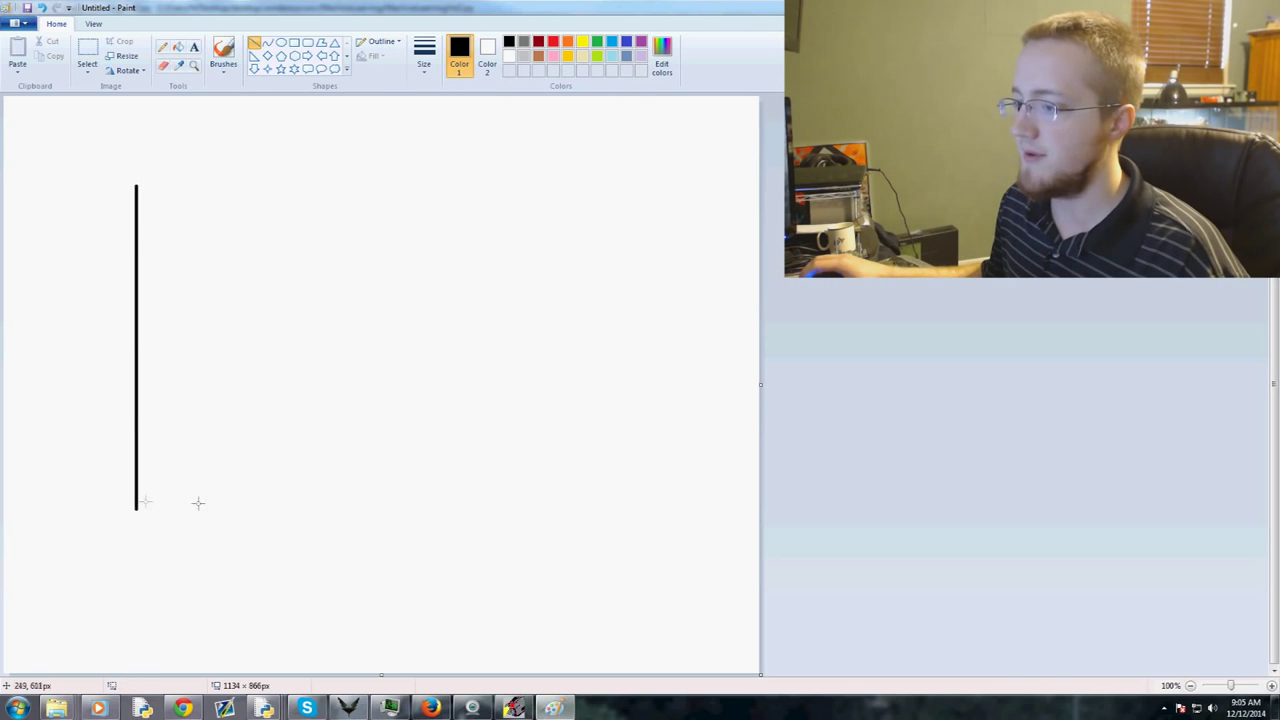 Untitled - Paint
Home
View
Paste
Cut
Copy
Clipboard
Select
Crop
Resize
Rotate
Image
A
Tools
Brushes
Outline
Fill
Shapes
Size
Color 1
Color 2
Edit colors
Colors
249, 611px
1134 × 866px
100%
9:05 AM
12/12/2014